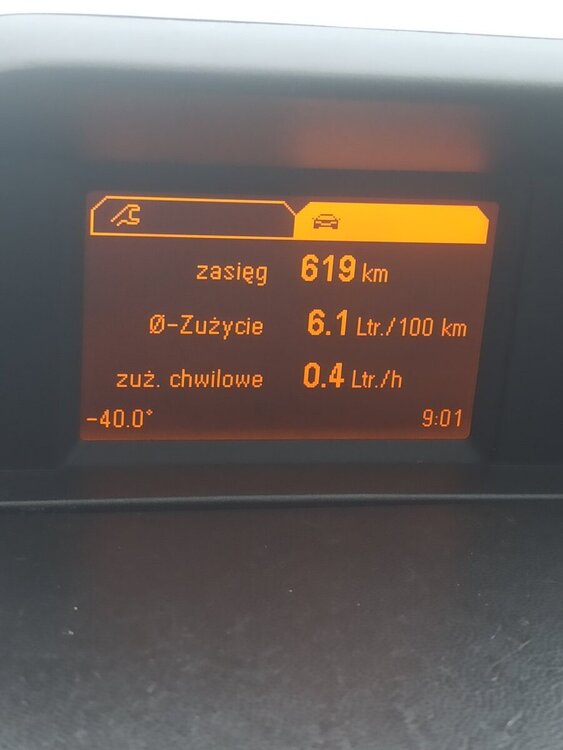 zasięg 619 km
Ø-Zużycie 6.1 Ltr./100 km
zuż. chwilowe 0.4 Ltr./h
-40.0° 9:01